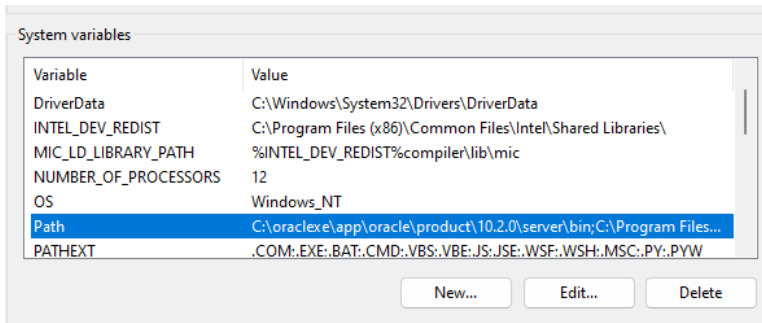 System variables
Variable Value
DriverData C:\Windows\System32\Drivers\DriverData
INTEL_DEV_REDIST C:\Program Files (x86)\Common Files\Intel\Shared Libraries\
MIC_LD_LIBRARY_PATH %INTEL_DEV_REDIST%compiler\lib\mic
NUMBER_OF_PROCESSORS 12
OS Windows_NT
Path C:\oraclexe\app\oracle\product\10.2.0\server\bin;C:\Program Files...
PATHEXT .COM;.EXE;.BAT;.CMD;.VBS;.VBE;.JS;.JSE;.WSF;.WSH;.MSC;.PY;.PYW
New... Edit... Delete